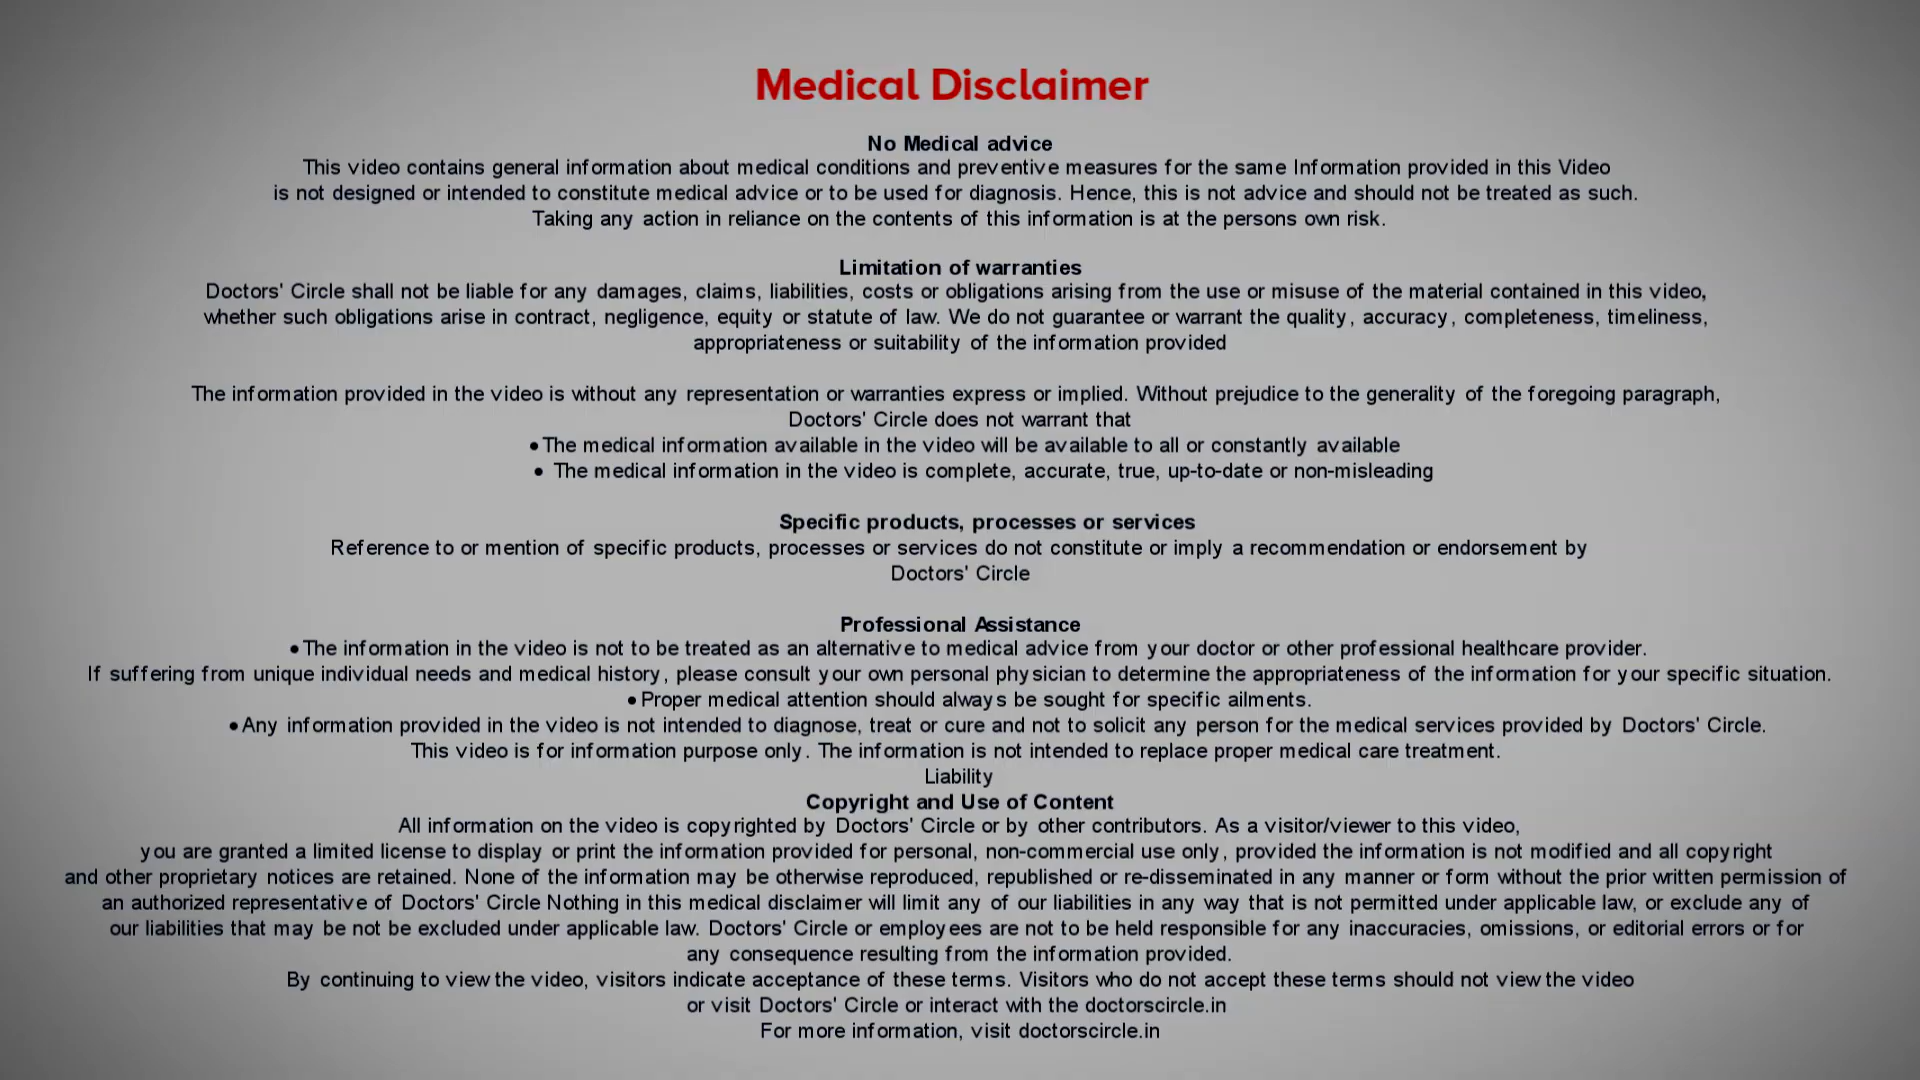 Medical Disclaimer
No Medical advice
This video contains general information about medical conditions and preventive measures for the same Information provided in this Video
is not designed or intended to constitute medical advice or to be used for diagnosis. Hence, this is not advice and should not be treated as such.
Taking any action in reliance on the contents of this information is at the persons own risk.
Limitation of warranties
Doctors' Circle shall not be liable for any damages, claims, liabilities, costs or obligations arising from the use or misuse of the material contained in this video,
whether such obligations arise in contract, negligence, equity or statute of law. We do not guarantee or warrant the quality, accuracy, completeness, timeliness,
appropriateness or suitability of the information provided
The information provided in the video is without any representation or warranties express or implied. Without prejudice to the generality of the foregoing paragraph,
Doctors' Circle does not warrant that
•The medical information available in the video will be available to all or constantly available
• The medical information in the video is complete, accurate, true, up-to-date or non-misleading
Specific products, processes or services
Reference to or mention of specific products, processes or services do not constitute or imply a recommendation or endorsement by
Doctors' Circle
Professional Assistance
•The information in the video is not to be treated as an alternative to medical advice from your doctor or other professional healthcare provider.
If suffering from unique individual needs and medical history, please consult your own personal physician to determine the appropriateness of the information for your specific situation.
•Proper medical attention should always be sought for specific ailments.
•Any information provided in the video is not intended to diagnose, treat or cure and not to solicit any person for the medical services provided by Doctors' Circle.
This video is for information purpose only. The information is not intended to replace proper medical care treatment.
Liability
Copyright and Use of Content
All information on the video is copyrighted by Doctors' Circle or by other contributors. As a visitor/viewer to this video,
you are granted a limited license to display or print the information provided for personal, non-commercial use only, provided the information is not modified and all copyright
and other proprietary notices are retained. None of the information may be otherwise reproduced, republished or re-disseminated in any manner or form without the prior written permission of
an authorized representative of Doctors' Circle Nothing in this medical disclaimer will limit any of our liabilities in any way that is not permitted under applicable law, or exclude any of
our liabilities that may be not be excluded under applicable law. Doctors' Circle or employees are not to be held responsible for any inaccuracies, omissions, or editorial errors or for
any consequence resulting from the information provided.
By continuing to view the video, visitors indicate acceptance of these terms. Visitors who do not accept these terms should not view the video
or visit Doctors' Circle or interact with the doctorscircle.in
For more information, visit doctorscircle.in